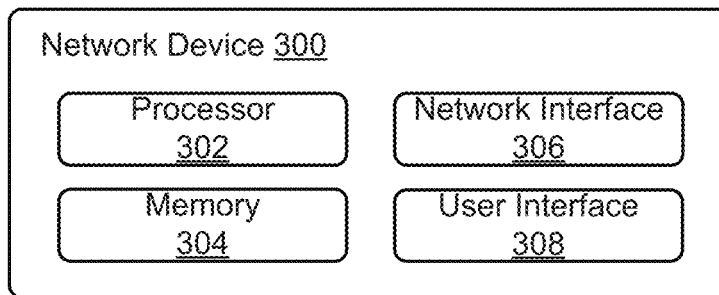 Network Device 300
Processor
302
Network Interface
306
Memory
304
User Interface
308